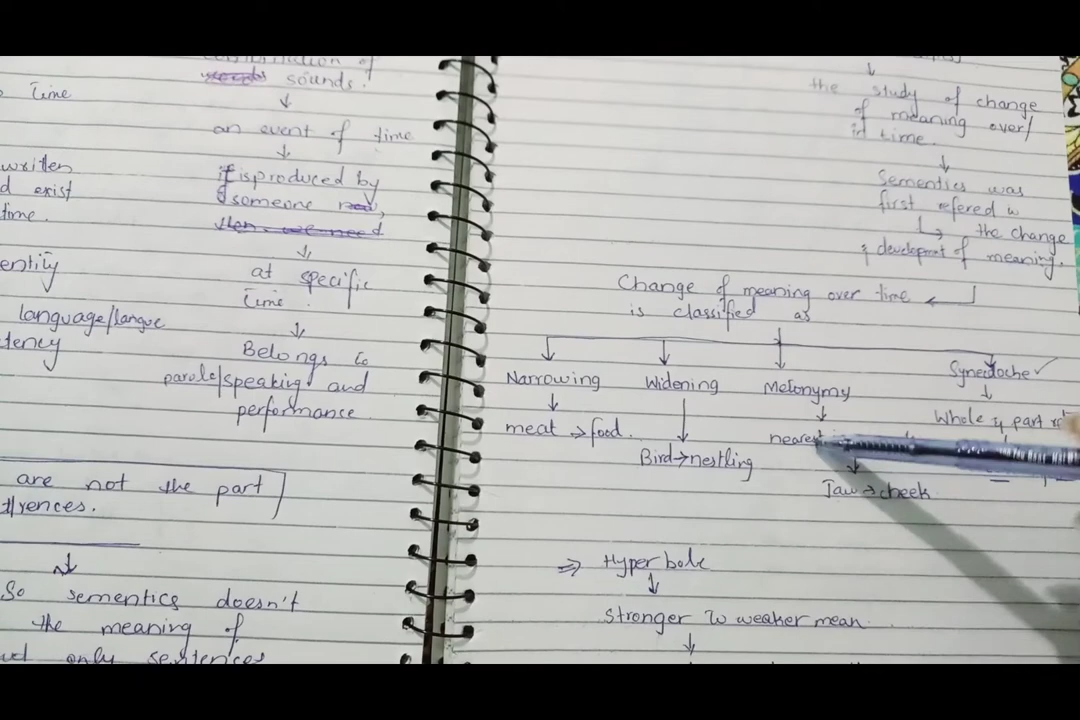 Time
sounds.
an event of time
written
d exist
time.
it is produced by
someone
entity
at specific
time.
language/langue
tency
Belongs to
parole/speaking and
performance
are not the part
So sementics doesn't
the meaning of
only sentences
the study of change
of meaning over/
in time.
Sementics was
first refered
the change
& development of meaning.
Change of meaning over time
is classified as
Narrowing Widening Metonymy Synecdoche ✓
meat → food.
Bird → nestling
nearest
Whole & part
Jaw → cheek
⇒ Hyperbole
Stronger to weaker mean